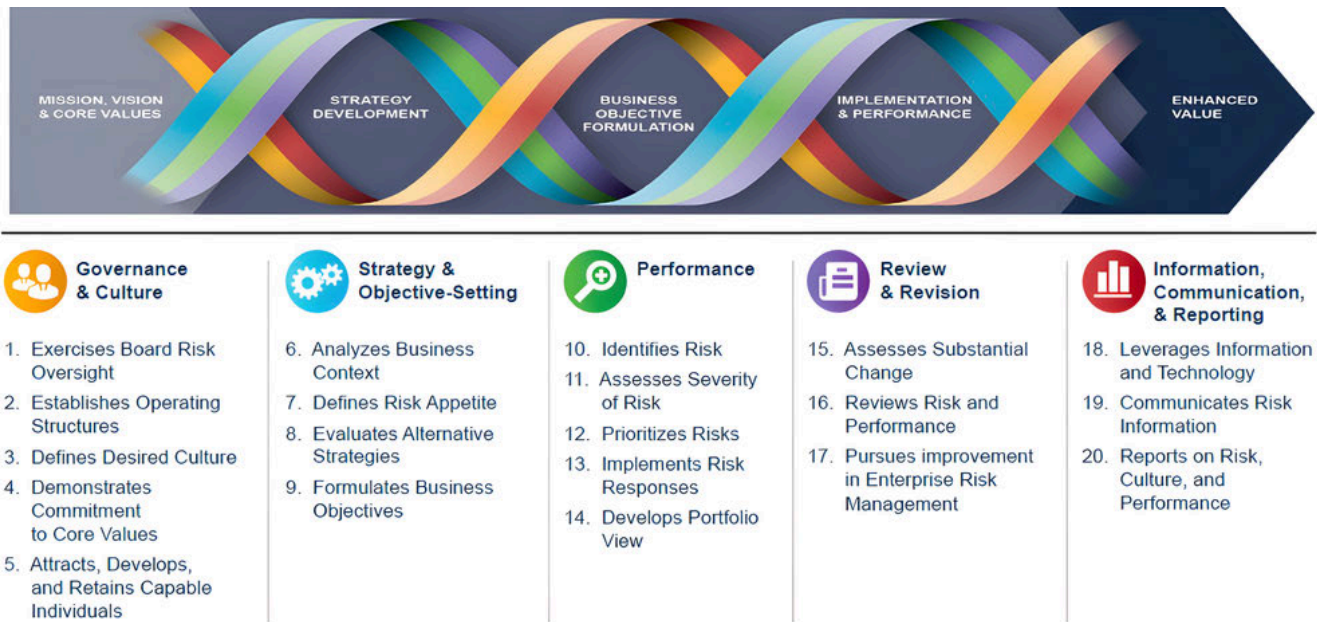 MISSION, VISION
& CORE VALUES
STRATEGY
DEVELOPMENT
BUSINESS
OBJECTIVE
FORMULATION
IMPLEMENTATION
& PERFORMANCE
ENHANCED
VALUE
Governance
& Culture
1. Exercises Board Risk
Oversight
2. Establishes Operating
Structures
3. Defines Desired Culture
4. Demonstrates
Commitment
to Core Values
5. Attracts, Develops,
and Retains Capable
Individuals
Strategy &
Objective-Setting
6. Analyzes Business
Context
7. Defines Risk Appetite
8. Evaluates Alternative
Strategies
9. Formulates Business
Objectives
Performance
10. Identifies Risk
11. Assesses Severity
of Risk
12. Prioritizes Risks
13. Implements Risk
Responses
14. Develops Portfolio
View
Review
& Revision
15. Assesses Substantial
Change
16. Reviews Risk and
Performance
17. Pursues improvement
in Enterprise Risk
Management
Information,
Communication,
& Reporting
18. Leverages Information
and Technology
19. Communicates Risk
Information
20. Reports on Risk,
Culture, and
Performance